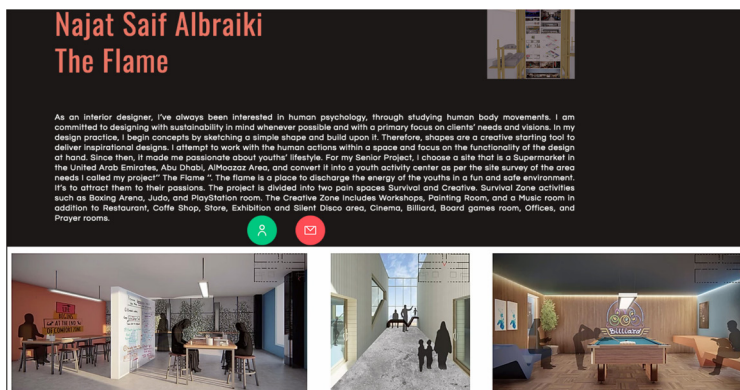 Najat Saif Albraiki
The Flame
As an interior designer, I've always been interested in human psychology, through studying human body movements. I am
committed to designing with sustainability in mind whenever possible and with a primary focus on clients' needs and visions. In my
design practice, I begin concepts by sketching a simple shape and build upon it. Therefore, shapes are a creative starting tool to
deliver inspirational designs. I attempt to work with the human actions within a space and focus on the functionality of the design
at hand. Since then, it made me passionate about youths' lifestyle. For my Senior Project, I choose a site that is a Supermarket in
the United Arab Emirates, Abu Dhabi, AlMoazaz Area, and convert it into a youth activity center as per the site survey of the area
needs I called my project" The Flame ". The flame is a place to discharge the energy of the youths in a fun and safe environment.
It's to attract them to their passions. The project is divided into two pain spaces Survival and Creative. Survival Zone activities
such as Boxing Arena, Judo, and PlayStation room. The Creative Zone Includes Workshops, Painting Room, and a Music room in
addition to Restaurant, Coffe Shop, Store, Exhibition and Silent Disco area, Cinema, Billiard, Board games room, Offices, and
Prayer rooms.
BEGINS
AT THE END
OF COMFORT ZONE
Billiard